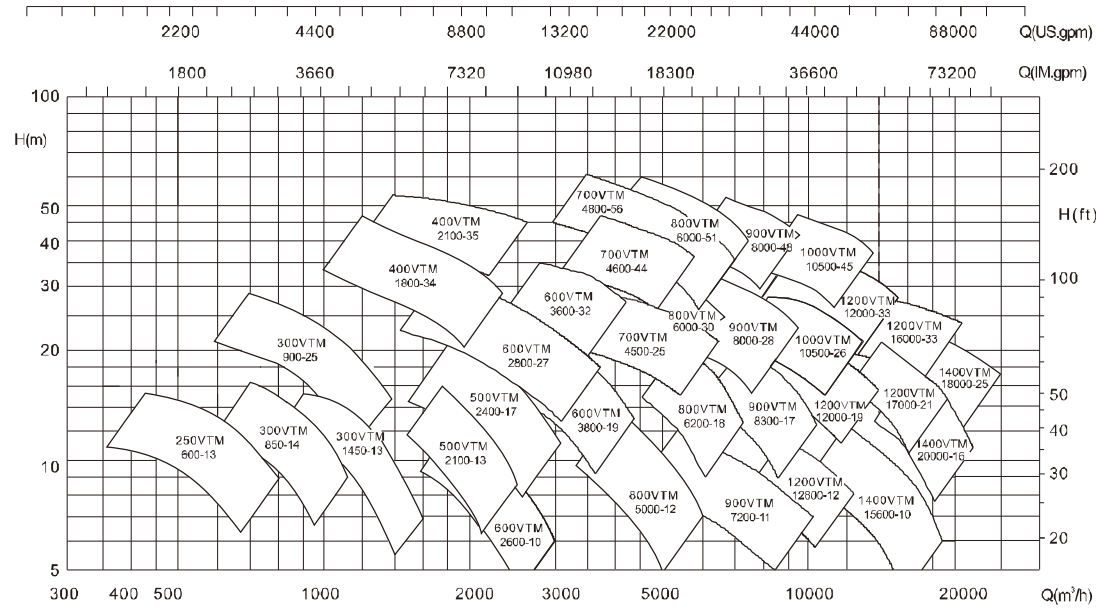 2200 4400 8800 13200 22000 44000 88000 Q(US.gpm)
1800 3660 7320 10980 18300 36600 73200 Q(IM.gpm)
100
H(m)
200
50
H(ft)
40
100
30
20
50
40
10
30
20
5
300 400 500 1000 2000 3000 5000 10000 20000 Q(m³/h)
700VTM
4800-56
400VTM
2100-35
800VTM
6000-51
900VTM
8000-48
1000VTM
10500-45
700VTM
4600-44
400VTM
1800-34
600VTM
3600-32
1200VTM
12000-33
800VTM
6000-30
1200VTM
16000-33
900VTM
8000-28
300VTM
900-25
700VTM
4500-25
1000VTM
10500-26
600VTM
2800-27
1400VTM
18000-25
500VTM
2400-17
1200VTM
17000-21
800VTM
6200-18
900VTM
8300-17
1200VTM
12000-19
600VTM
3800-19
250VTM
600-13
300VTM
850-14
300VTM
1450-13
500VTM
2100-13
1400VTM
20000-16
1200VTM
12800-12
800VTM
5000-12
900VTM
7200-11
1400VTM
15600-10
600VTM
2600-10